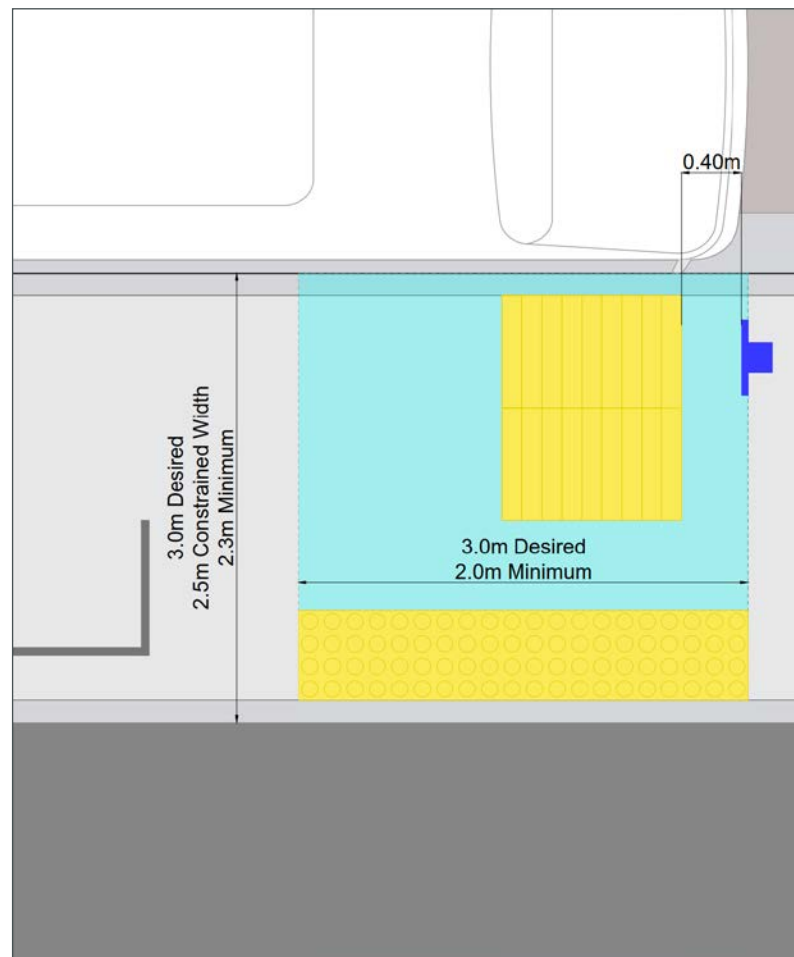 0.40m
3.0m Desired
2.5m Constrained Width
2.3m Minimum
3.0m Desired
2.0m Minimum